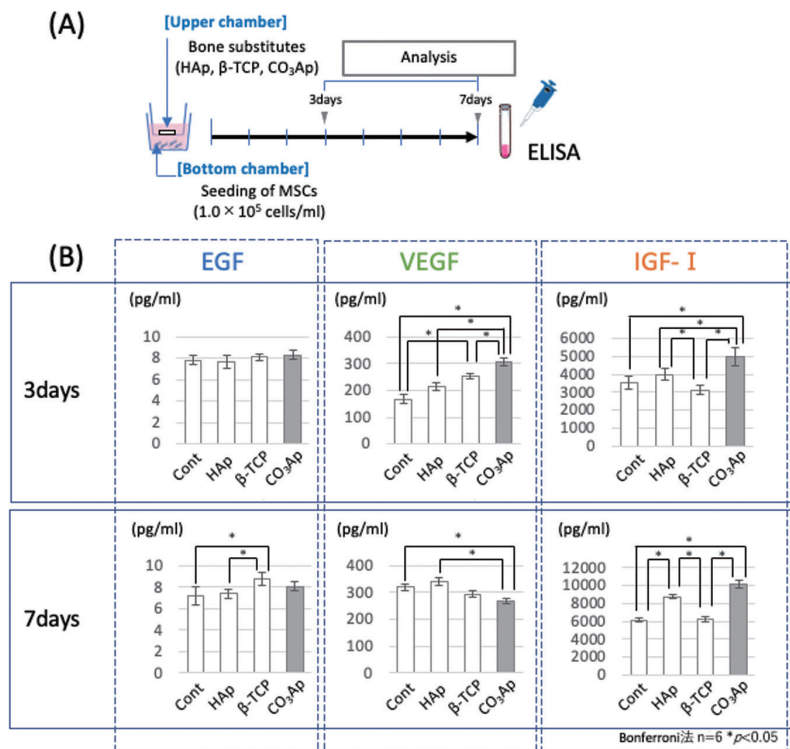 (A)
[Upper chamber]
Bone substitutes
(HAp, β-TCP, CO₃Ap)
Analysis
3days
7days
ELISA
[Bottom chamber]
Seeding of MSCs
(1.0 × 10⁵ cells/ml)
(B)
EGF
VEGF
IGF- I
3days
(pg/ml)
10
8
6
4
2
0
Cont
HAp
β-TCP
CO₃Ap
(pg/ml)
400
300
200
100
0
*
*
*
*
Cont
HAp
β-TCP
CO₃Ap
(pg/ml)
6000
5000
4000
3000
2000
1000
0
*
*
*
*
Cont
HAp
β-TCP
CO₃Ap
7days
(pg/ml)
10
8
6
4
2
0
*
*
Cont
HAp
β-TCP
CO₃Ap
(pg/ml)
400
300
200
100
0
*
*
Cont
HAp
β-TCP
CO₃Ap
(pg/ml)
12000
10000
8000
6000
4000
2000
0
*
*
*
*
Cont
HAp
β-TCP
CO₃Ap
Bonferroni法 n=6 *p<0.05